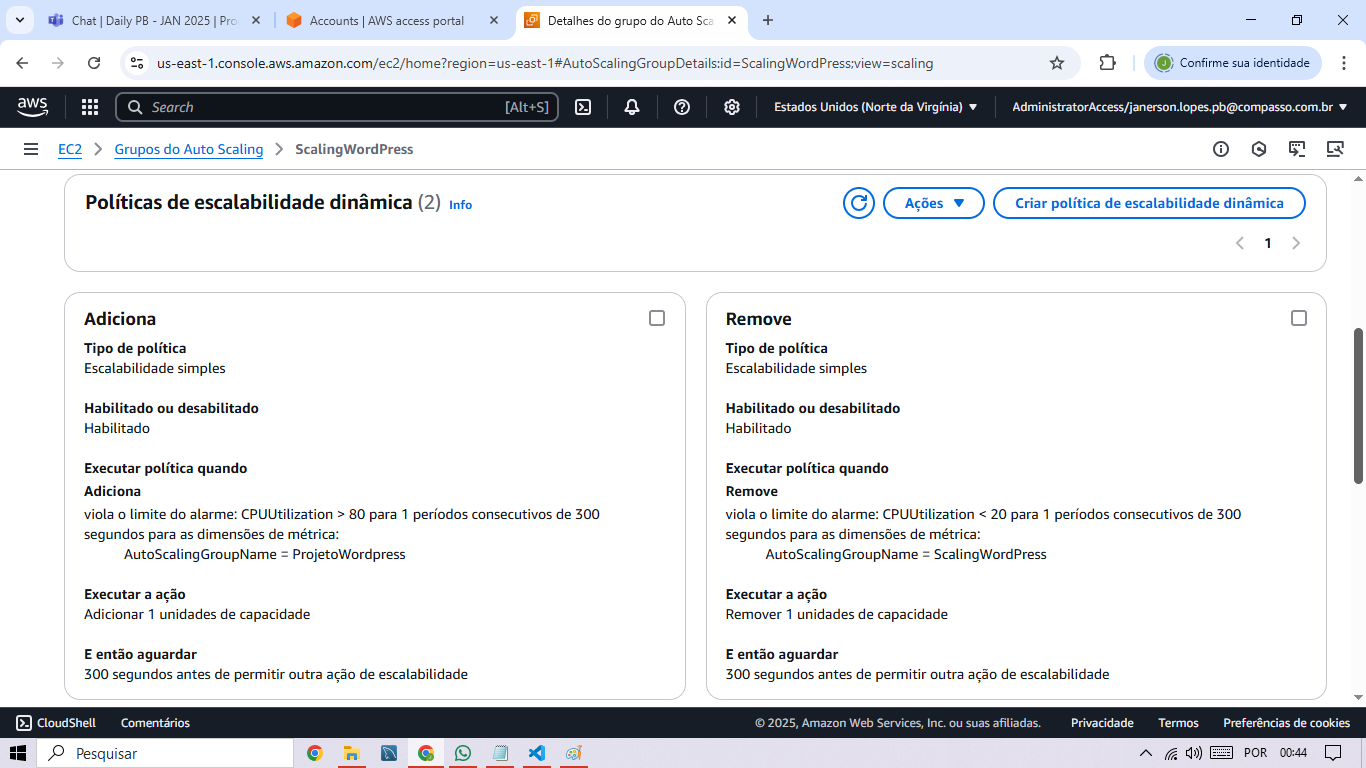 Chat | Daily PB - JAN 2025 | Pro
Accounts | AWS access portal
Detalhes do grupo do Auto Sca
us-east-1.console.aws.amazon.com/ec2/home?region=us-east-1#AutoScalingGroupDetails:id=ScalingWordPress;view=scaling
J
Confirme sua identidade
aws
Search
[Alt+S]
Estados Unidos (Norte da Virgínia)
AdministratorAccess/janerson.lopes.pb@compasso.com.br
EC2
Grupos do Auto Scaling
ScalingWordPress
Políticas de escalabilidade dinâmica (2) Info
Ações
Criar política de escalabilidade dinâmica
1
Adiciona
Tipo de política
Escalabilidade simples
Habilitado ou desabilitado
Habilitado
Executar política quando
Adiciona
viola o limite do alarme: CPUUtilization > 80 para 1 períodos consecutivos de 300
segundos para as dimensões de métrica:
AutoScalingGroupName = ProjetoWordpress
Executar a ação
Adicionar 1 unidades de capacidade
E então aguardar
300 segundos antes de permitir outra ação de escalabilidade
Remove
Tipo de política
Escalabilidade simples
Habilitado ou desabilitado
Habilitado
Executar política quando
Remove
viola o limite do alarme: CPUUtilization < 20 para 1 períodos consecutivos de 300
segundos para as dimensões de métrica:
AutoScalingGroupName = ScalingWordPress
Executar a ação
Remover 1 unidades de capacidade
E então aguardar
300 segundos antes de permitir outra ação de escalabilidade
CloudShell
Comentários
© 2025, Amazon Web Services, Inc. ou suas afiliadas.
Privacidade
Termos
Preferências de cookies
Pesquisar
POR
00:44